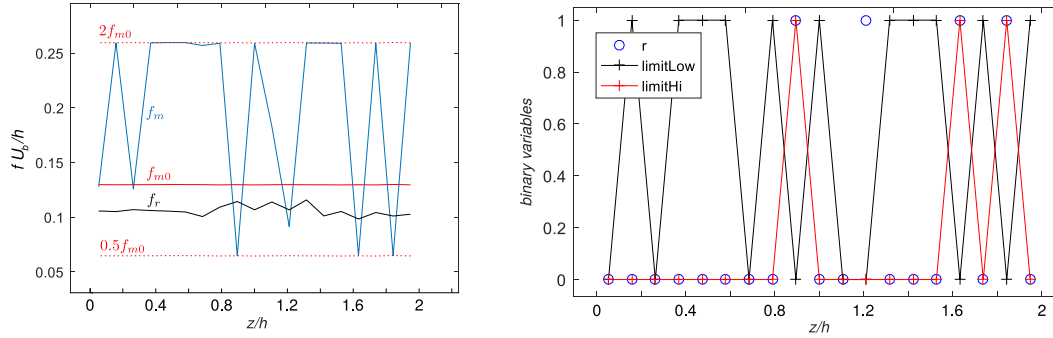 2f_{m0}
0.25
0.2
f_m
0.15
f_{m0}
f_r
0.1
0.5f_{m0}
0.05
f U_b/h
0 0.4 0.8 1.2 1.6 2
z/h
1
0.8
0.6
0.4
0.2
0
binary variables
r
limitLow
limitHi
0 0.4 0.8 1.2 1.6 2
z/h